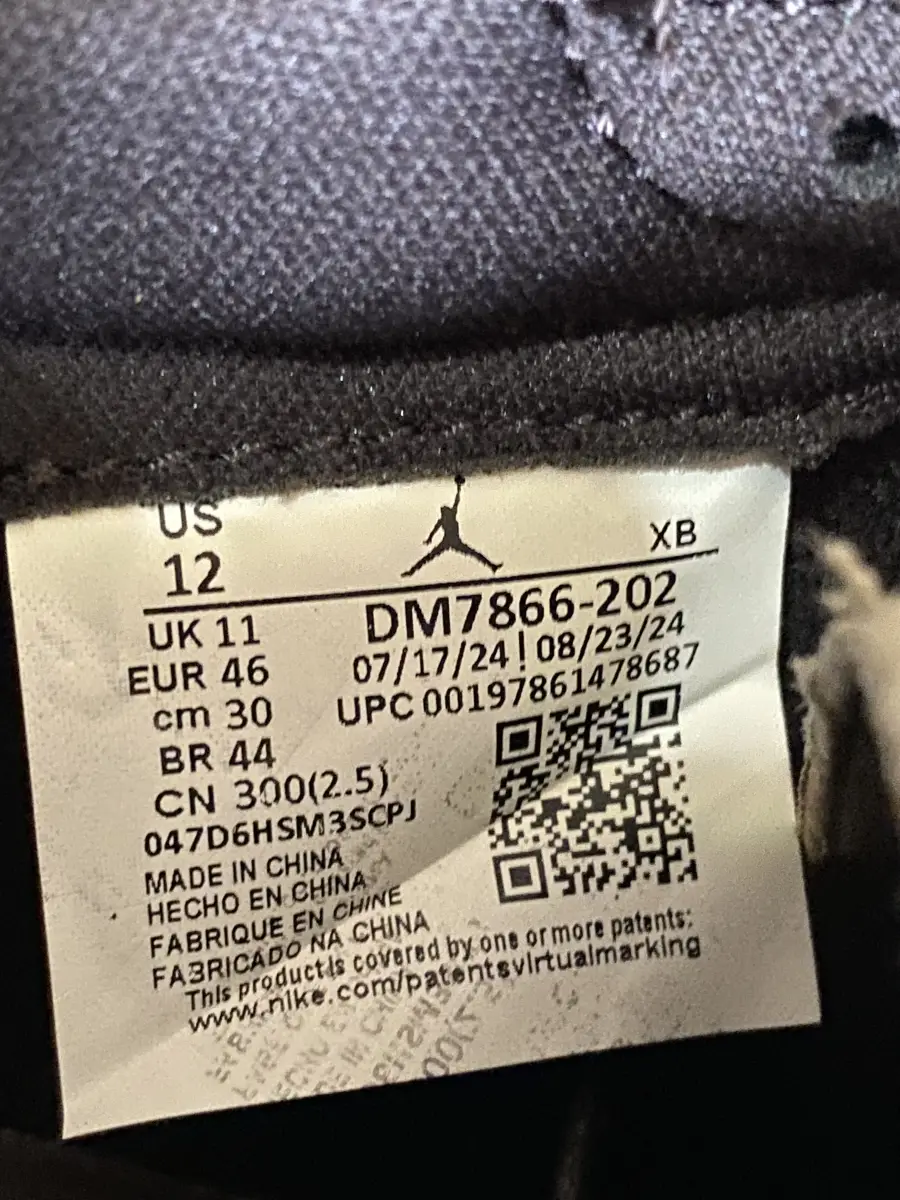 US
12
XB
UK 11
EUR 46
cm 30
BR 44
CN 300(2.5)
DM7866-202
07/17/24!08/23/24
UPC 00197861478687
047D6HSM3SCPJ
MADE IN CHINA
HECHO EN CHINA
FABRIQUE EN CHINE
FABRICADO NA CHINA
This product is covered by one or more patents:
www.nike.com/patentsvirtualmarking